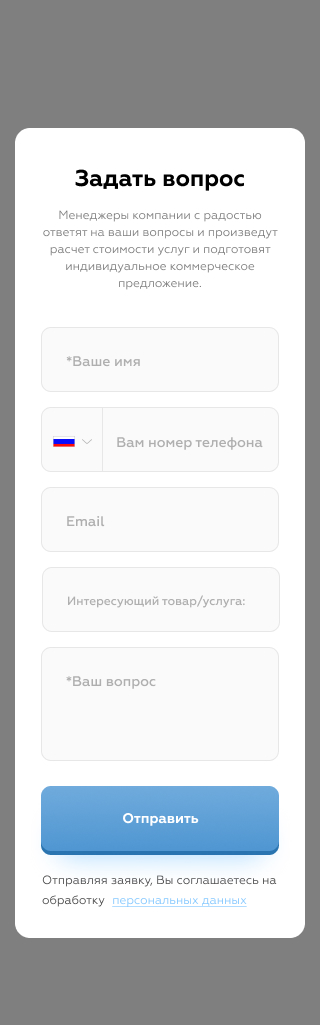 Задать вопрос
Менеджеры компании с радостью
ответят на ваши вопросы и произведут
расчет стоимости услуг и подготовят
индивидуальное коммерческое
предложение.
*Ваше имя
Вам номер телефона
Email
Интересующий товар/услуга:
*Ваш вопрос
Отправить
Отправляя заявку, Вы соглашаетесь на
обработку персональных данных